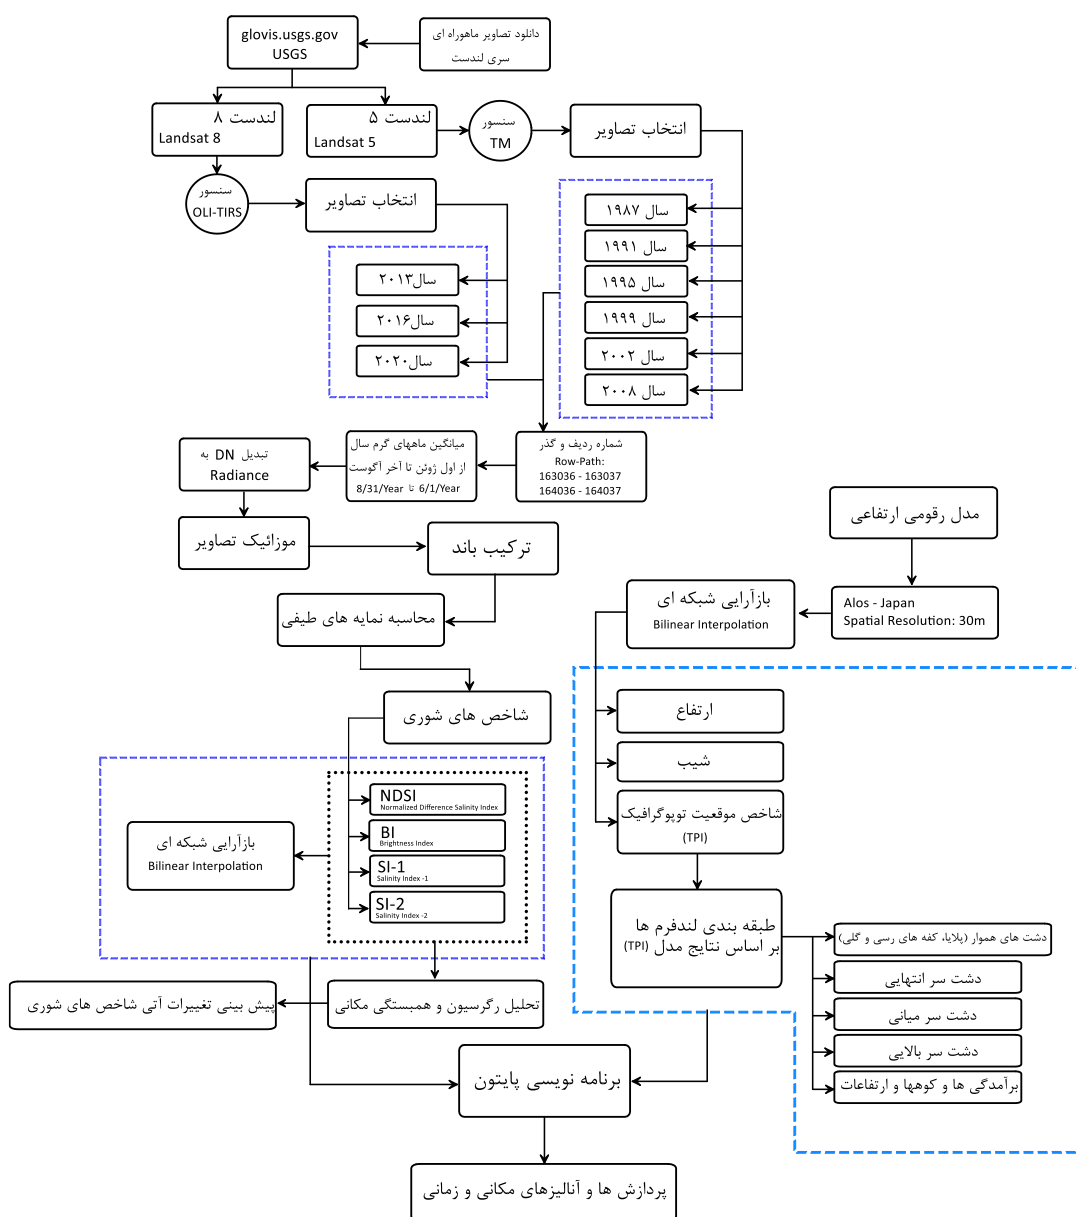 دانلود تصاویر ماهوراه ای
سری لندست
glovis.usgs.gov
USGS
لندست ۸
Landsat 8
لندست ۵
Landsat 5
سنسور
TM
انتخاب تصاویر
سنسور
OLI-TIRS
انتخاب تصاویر
سال ۱۹۸۷
سال ۱۹۹۱
سال ۱۹۹۵
سال ۱۹۹۹
سال ۲۰۰۲
سال ۲۰۰۸
سال۲۰۱۳
سال۲۰۱۶
سال۲۰۲۰
شماره ردیف و گذر
Row-Path:
163036 - 163037
164036 - 164037
میانگین ماههای گرم سال
از اول ژوئن تا آخر آگوست
6/1/Year تا 8/31/Year
تبدیل DN به
Radiance
موزائیک تصاویر
ترکیب باند
محاسبه نمایه های طیفی
شاخص های شوری
NDSI
Normalized Difference Salinity Index
BI
Brightness Index
SI-1
Salinity Index -1
SI-2
Salinity Index -2
بازآرایی شبکه ای
Bilinear Interpolation
تحلیل رگرسیون و همبستگی مکانی
پیش بینی تغییرات آتی شاخص های شوری
مدل رقومی ارتفاعی
Alos - Japan
Spatial Resolution: 30m
بازآرایی شبکه ای
Bilinear Interpolation
ارتفاع
شیب
شاخص موقعیت توپوگرافیک
(TPI)
طبقه بندی لندفرم ها
بر اساس نتایج مدل (TPI)
دشت های هموار (پلایا، کفه های رسی و گلی)
دشت سر انتهایی
دشت سر میانی
دشت سر بالایی
برآمدگی ها و کوهها و ارتفاعات
برنامه نویسی پایتون
پردازش ها و آنالیزهای مکانی و زمانی